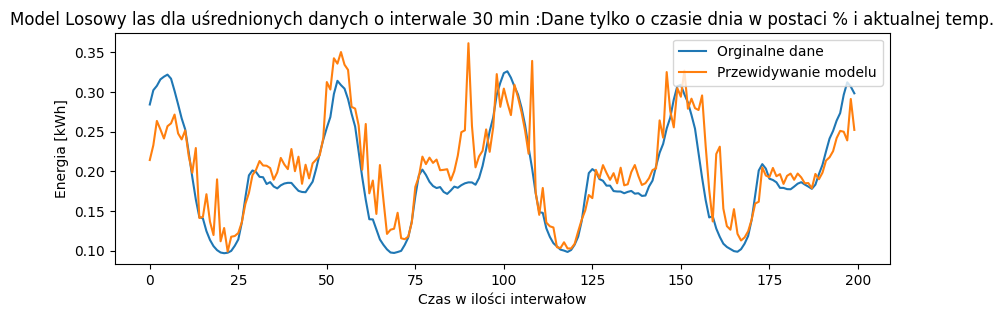 Model Losowy las dla uśrednionych danych o interwale 30 min :Dane tylko o czasie dnia w postaci % i aktualnej temp.
Orginalne dane
Przewidywanie modelu
Energia [kWh]
0.35
0.30
0.25
0.20
0.15
0.10
0 25 50 75 100 125 150 175 200
Czas w ilości interwałow